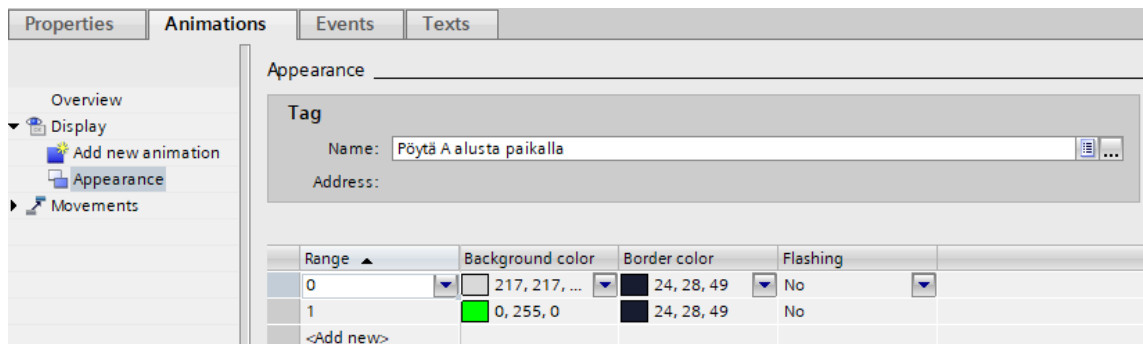 Properties Animations Events Texts
Appearance
Overview
Display
Add new animation
Appearance
Movements
Tag
Name: Pöytä A alusta paikalla
Address:
Range Background color Border color Flashing
0 217, 217, ... 24, 28, 49 No
1 0, 255, 0 24, 28, 49 No
<Add new>